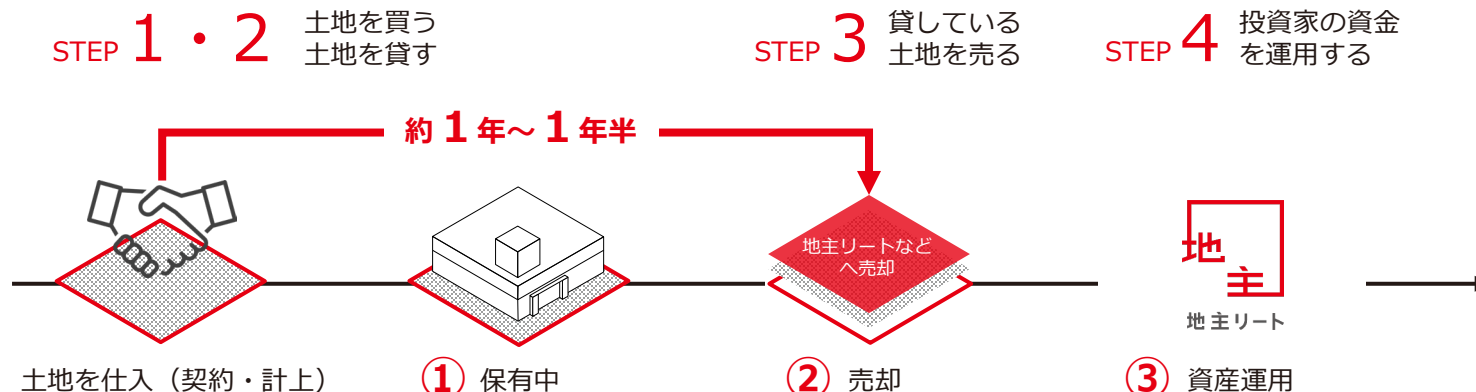 STEP 1・2 土地を買う
土地を貸す
STEP 3 貸している
土地を売る
STEP 4 投資家の資金
を運用する
約 1 年~ 1 年半
地主リートなど
へ売却
地主
地主リート
土地を仕入(契約・計上)
① 保有中
② 売却
③ 資産運用